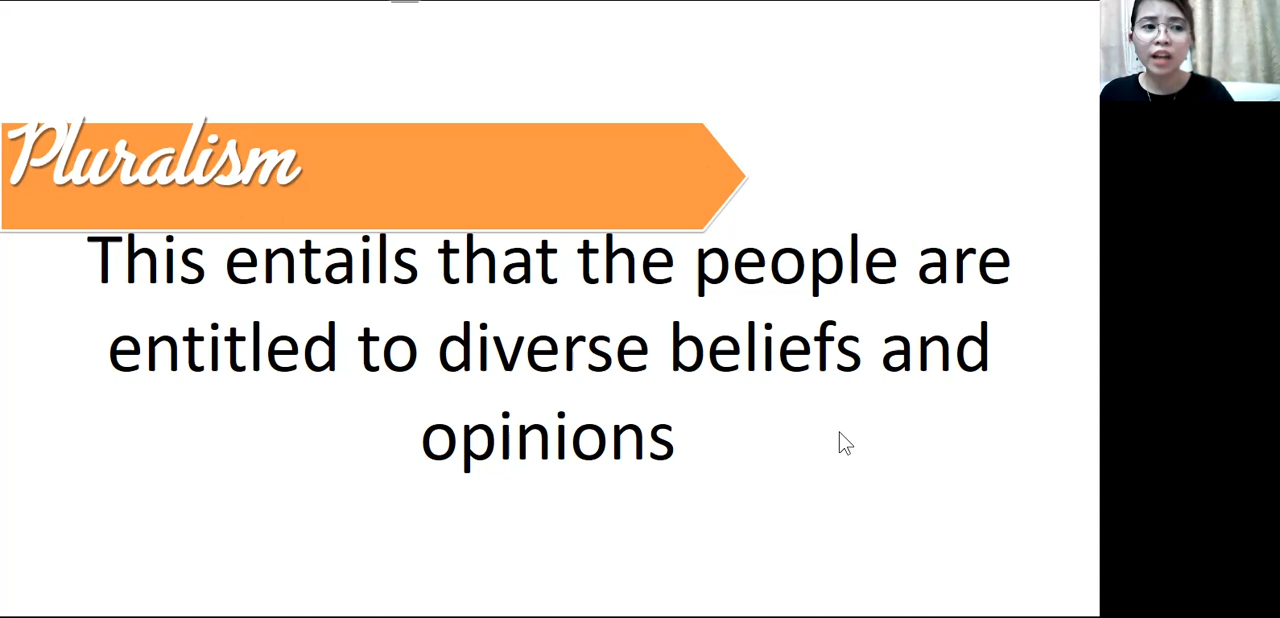 Pluralism
This entails that the people are
entitled to diverse beliefs and
opinions